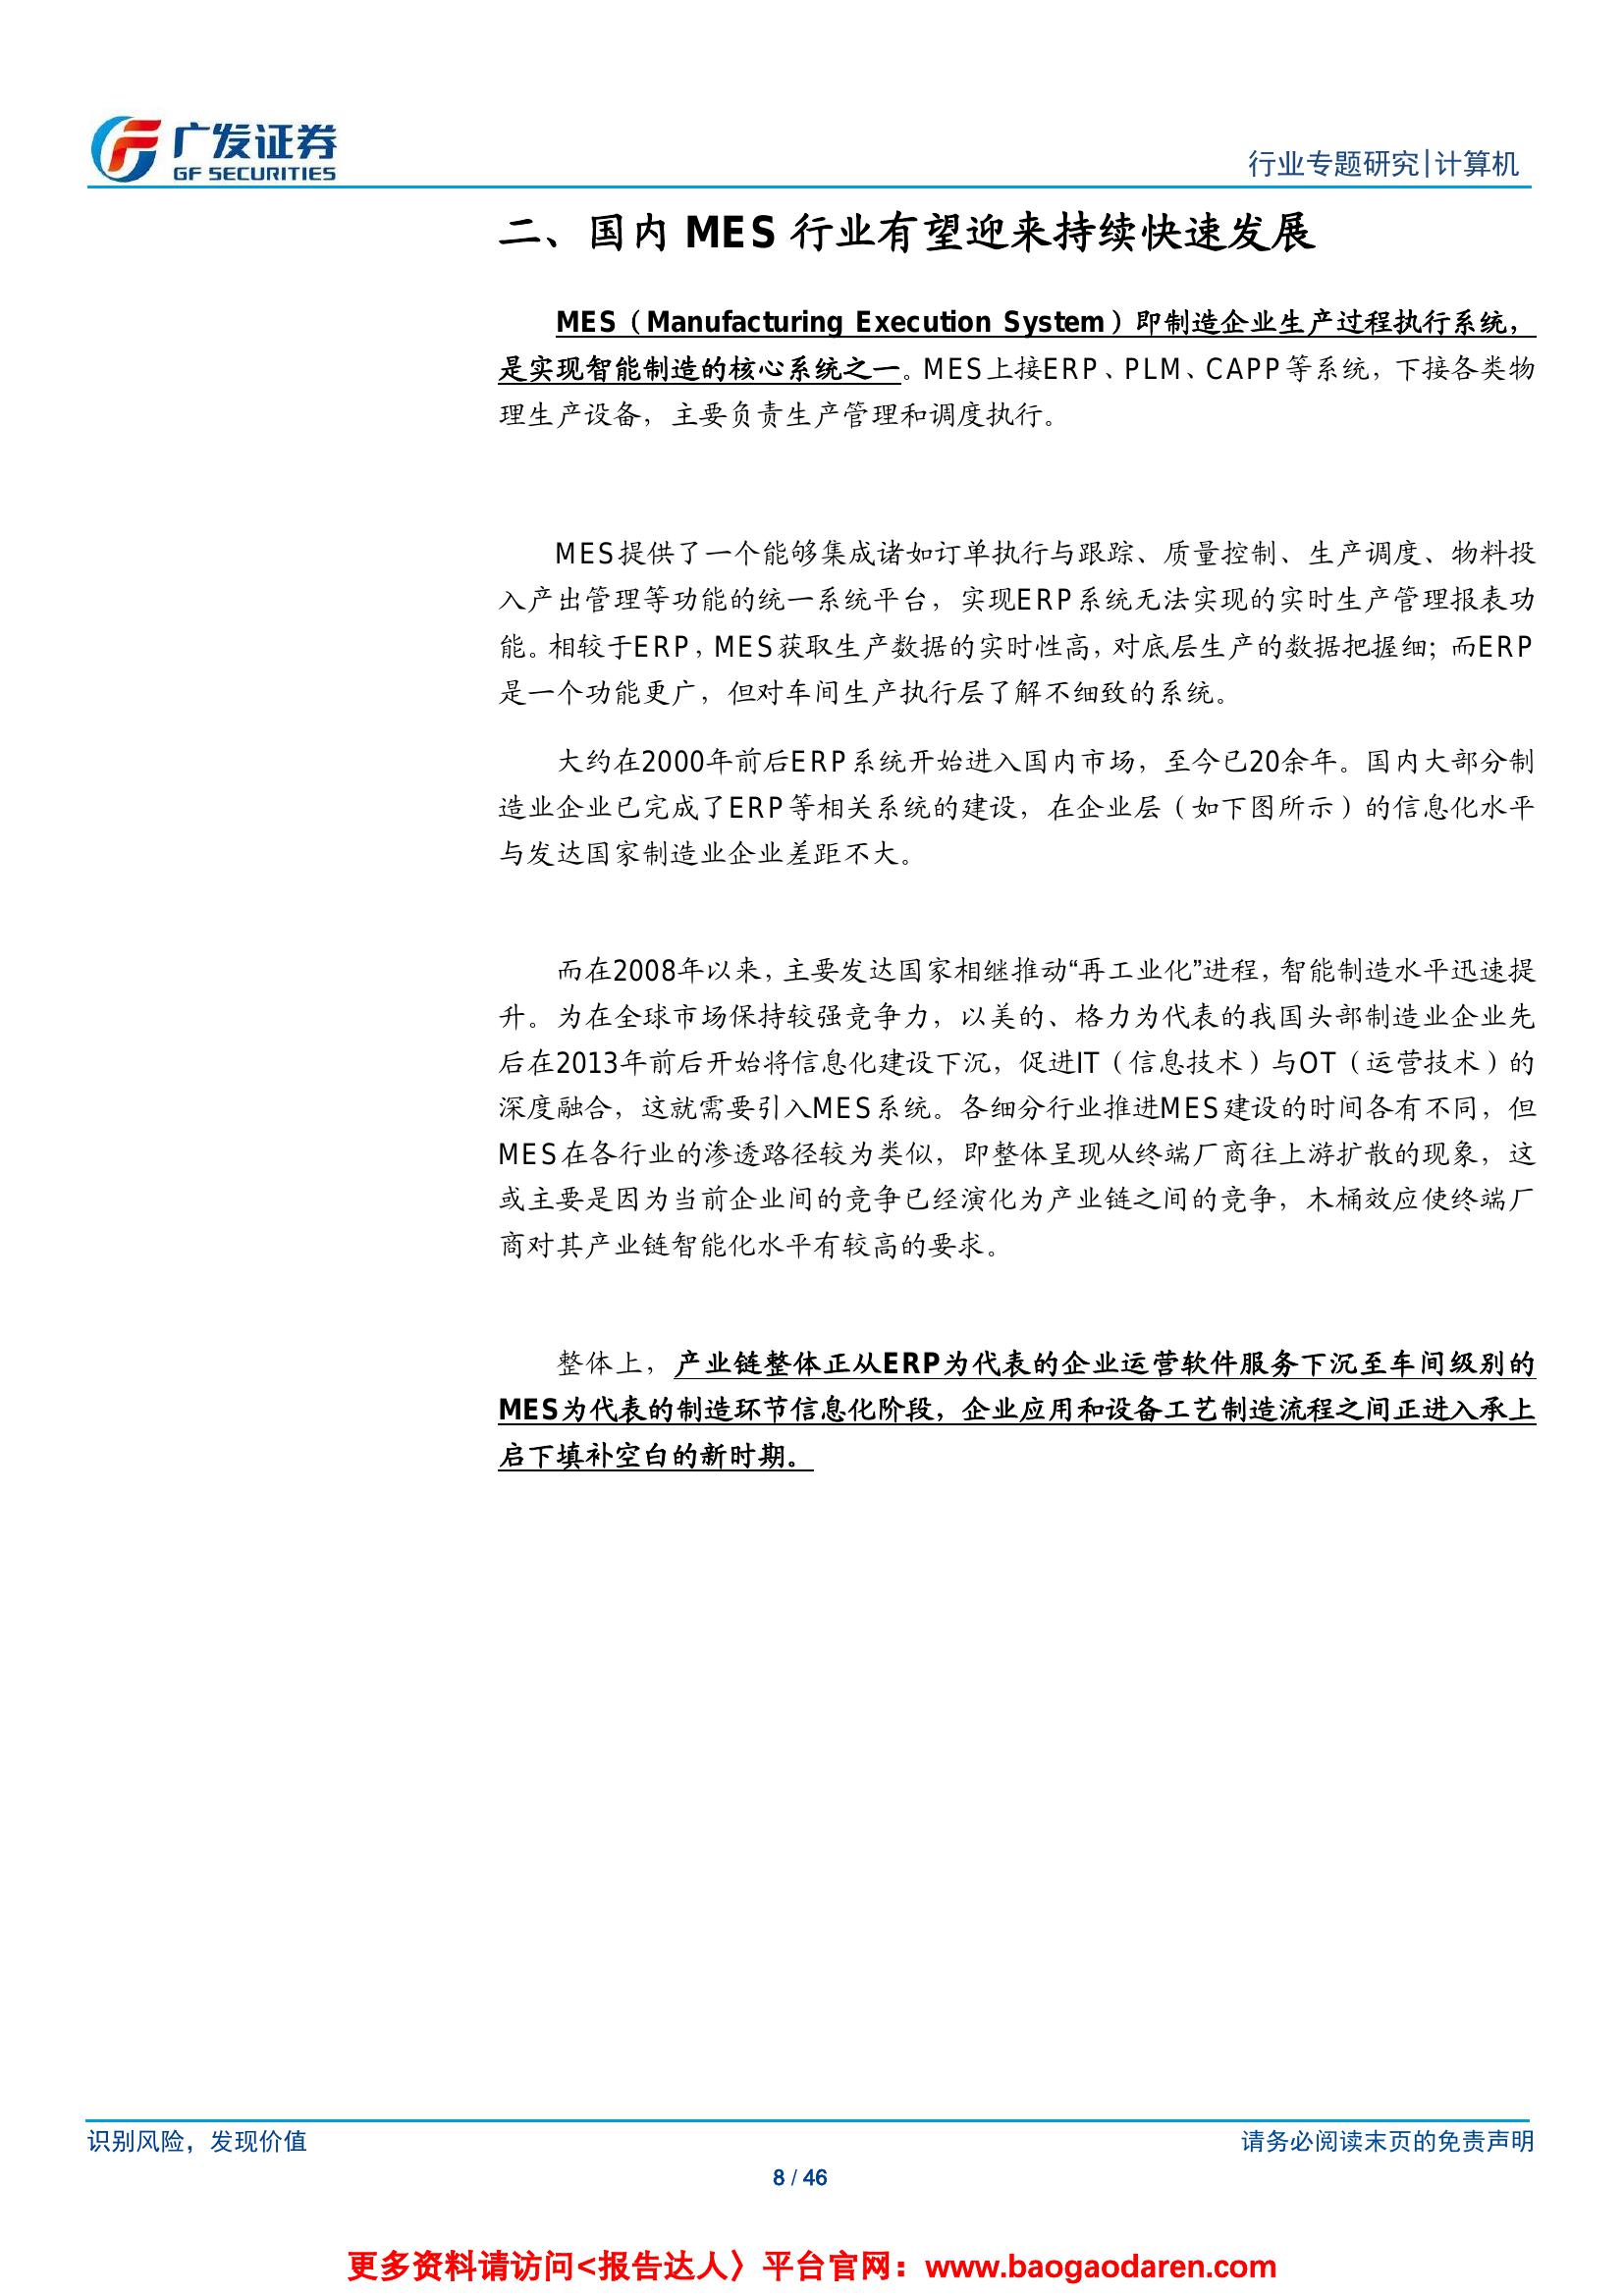 广发证券
GF SECURITIES
行业专题研究|计算机
二、国内 MES 行业有望迎来持续快速发展
MES（Manufacturing Execution System）即制造企业生产过程执行系统，
是实现智能制造的核心系统之一。MES上接ERP、PLM、CAPP等系统，下接各类物
理生产设备，主要负责生产管理和调度执行。
MES提供了一个能够集成诸如订单执行与跟踪、质量控制、生产调度、物料投
入产出管理等功能的统一系统平台，实现ERP系统无法实现的实时生产管理报表功
能。相较于ERP，MES获取生产数据的实时性高，对底层生产的数据把握细；而ERP
是一个功能更广，但对车间生产执行层了解不细致的系统。
大约在2000年前后ERP系统开始进入国内市场，至今已20余年。国内大部分制
造业企业已完成了ERP等相关系统的建设，在企业层（如下图所示）的信息化水平
与发达国家制造业企业差距不大。
而在2008年以来，主要发达国家相继推动“再工业化”进程，智能制造水平迅速提
升。为在全球市场保持较强竞争力，以美的、格力为代表的我国头部制造业企业先
后在2013年前后开始将信息化建设下沉，促进IT（信息技术）与OT（运营技术）的
深度融合，这就需要引入MES系统。各细分行业推进MES建设的时间各有不同，但
MES在各行业的渗透路径较为类似，即整体呈现从终端厂商往上游扩散的现象，这
或主要是因为当前企业间的竞争已经演化为产业链之间的竞争，木桶效应使终端厂
商对其产业链智能化水平有较高的要求。
整体上，产业链整体正从ERP为代表的企业运营软件服务下沉至车间级别的
MES为代表的制造环节信息化阶段，企业应用和设备工艺制造流程之间正进入承上
启下填补空白的新时期。
识别风险，发现价值
请务必阅读末页的免责声明
8 / 46
更多资料请访问<报告达人〉平台官网：www.baogaodaren.com